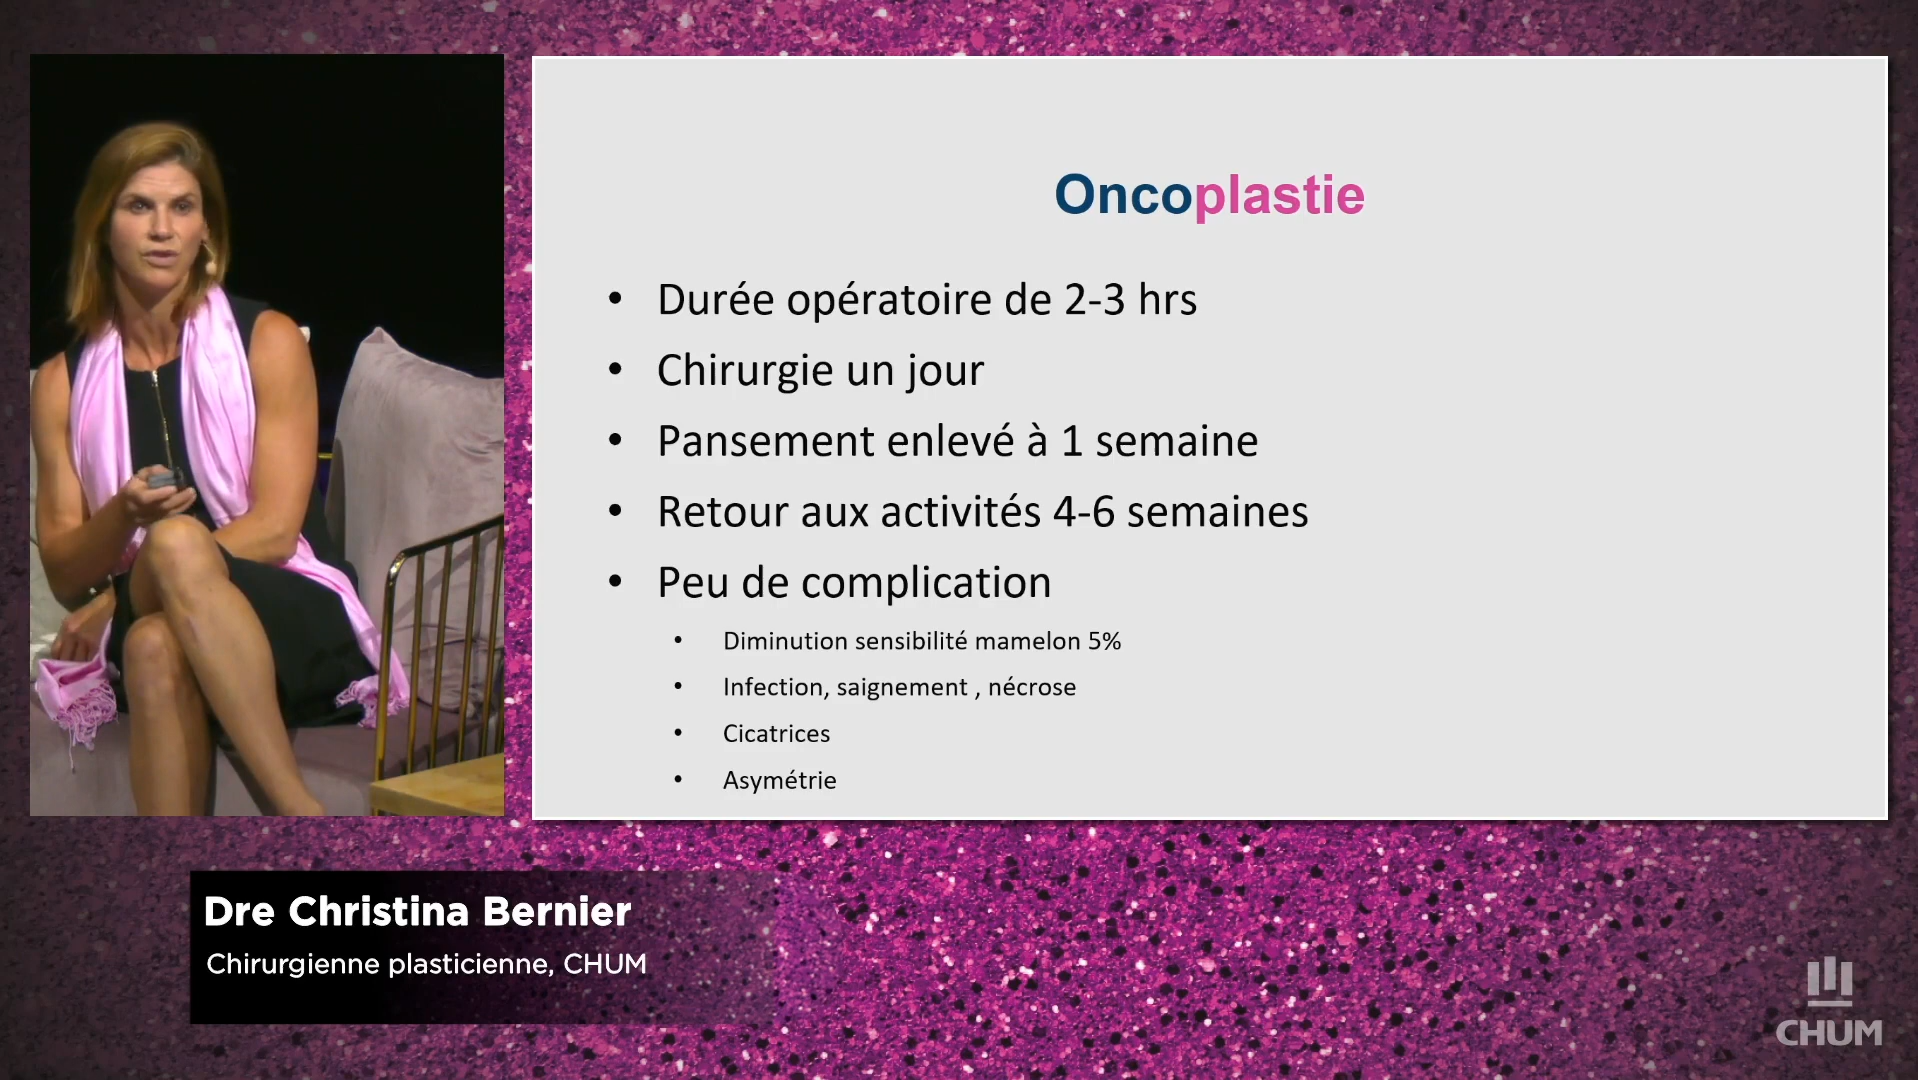 Oncoplastie
• Durée opératoire de 2-3 hrs
• Chirurgie un jour
• Pansement enlevé à 1 semaine
• Retour aux activités 4-6 semaines
• Peu de complication
• Diminution sensibilité mamelon 5%
• Infection, saignement , nécrose
• Cicatrices
• Asymétrie
Dre Christina Bernier
Chirurgienne plasticienne, CHUM
CHUM